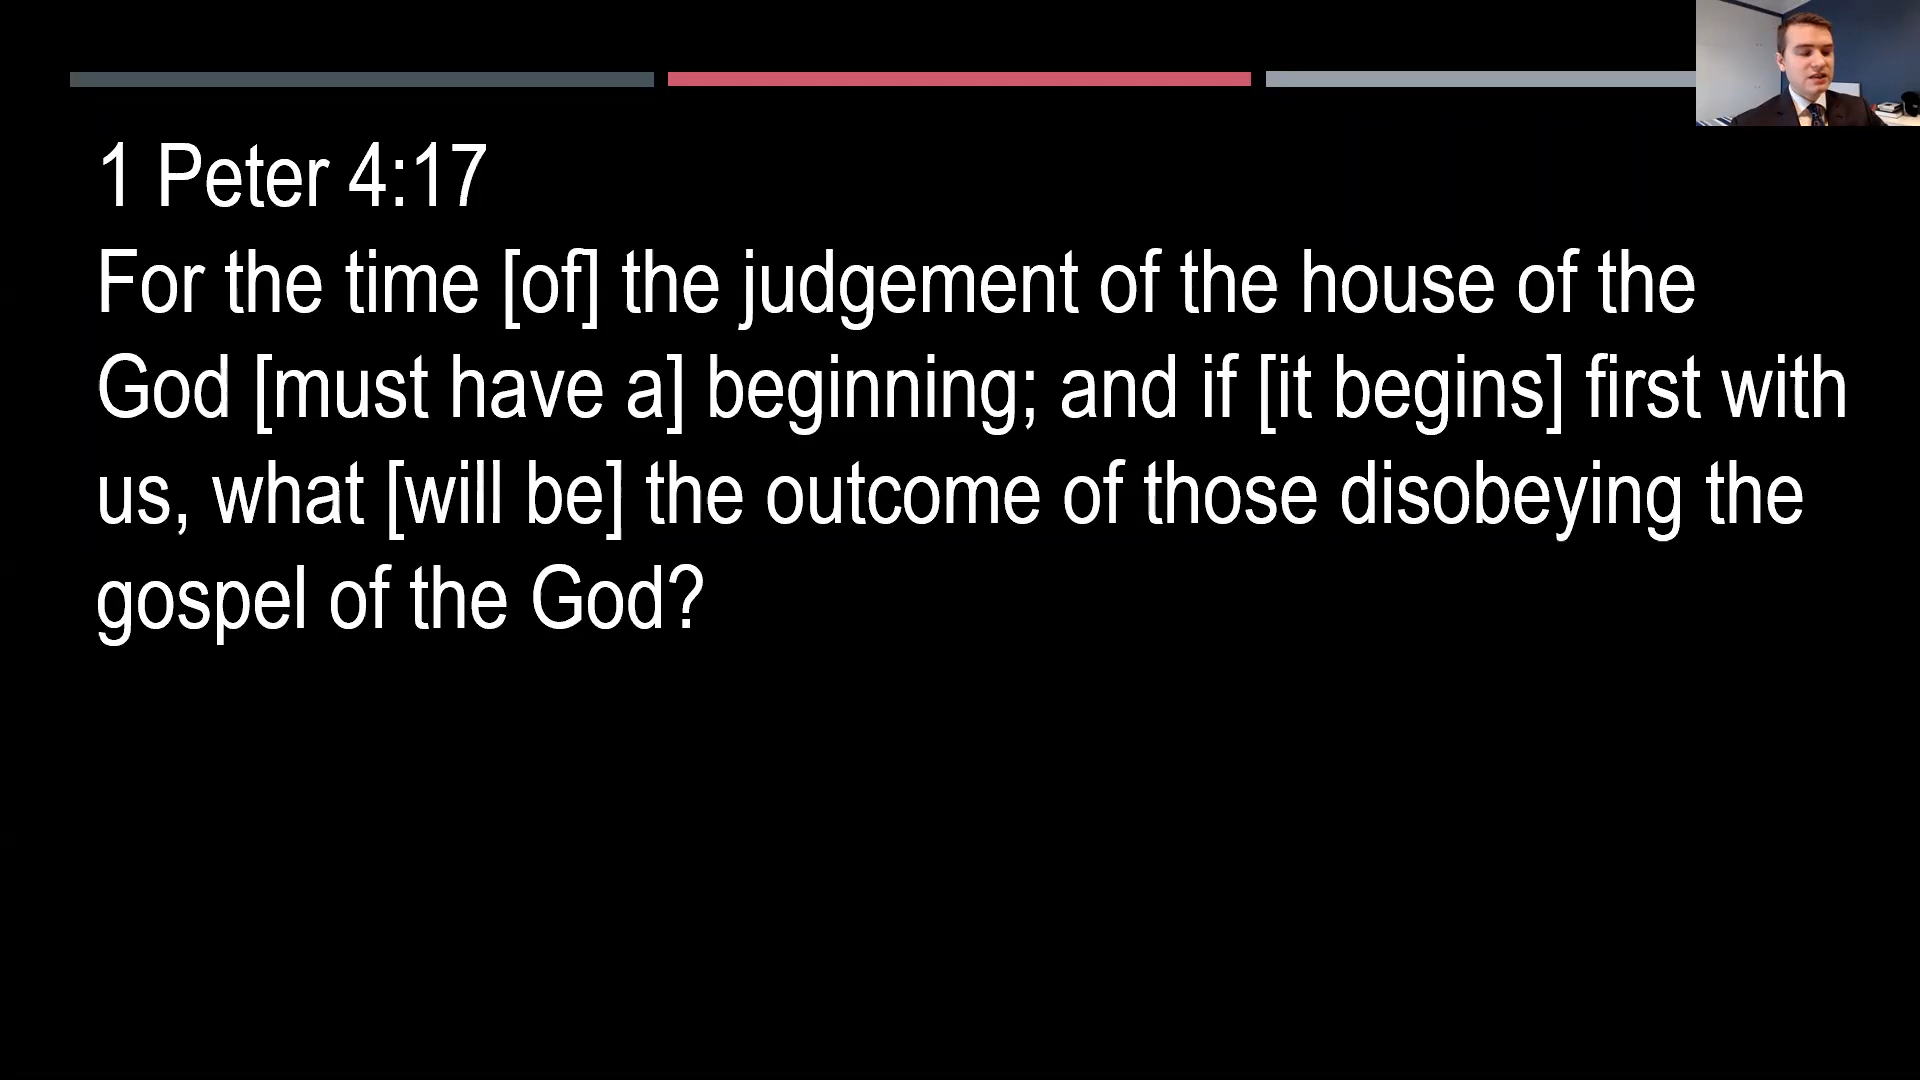 1 Peter 4:17
For the time [of] the judgement of the house of the
God [must have a] beginning; and if [it begins] first with
us, what [will be] the outcome of those disobeying the
gospel of the God?